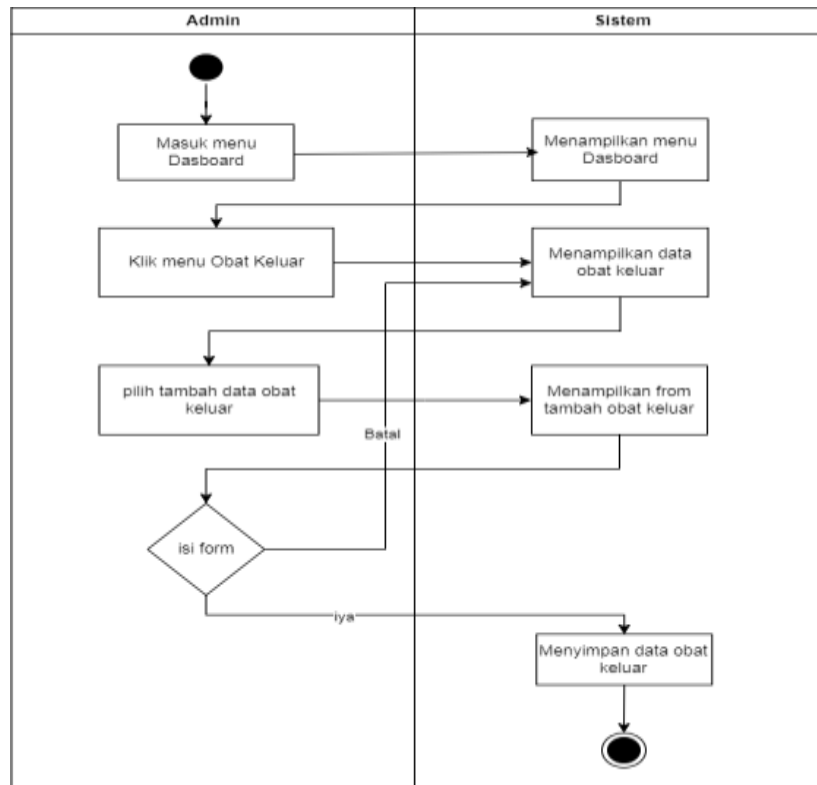 Admin
Sistem
Masuk menu
Dasboard
Menampilkan menu
Dasboard
Klik menu Obat Keluar
Menampilkan data
obat keluar
pilih tambah data obat
keluar
Menampilkan from
tambah obat keluar
Batal
isi form
iya
Menyimpan data obat
keluar